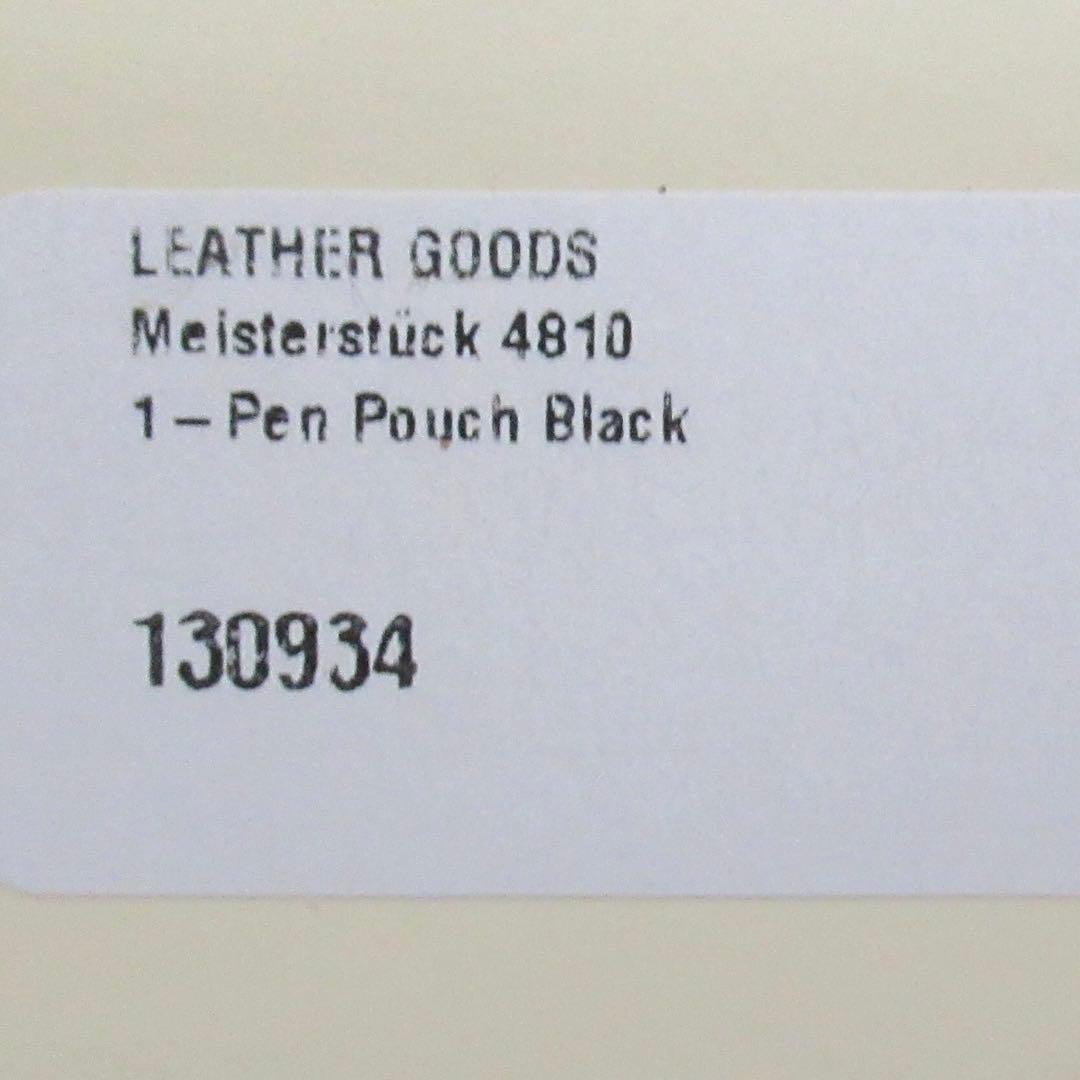 LEATHER GOODS
Meisterstück 4810
1-Pen Pouch Black
130934